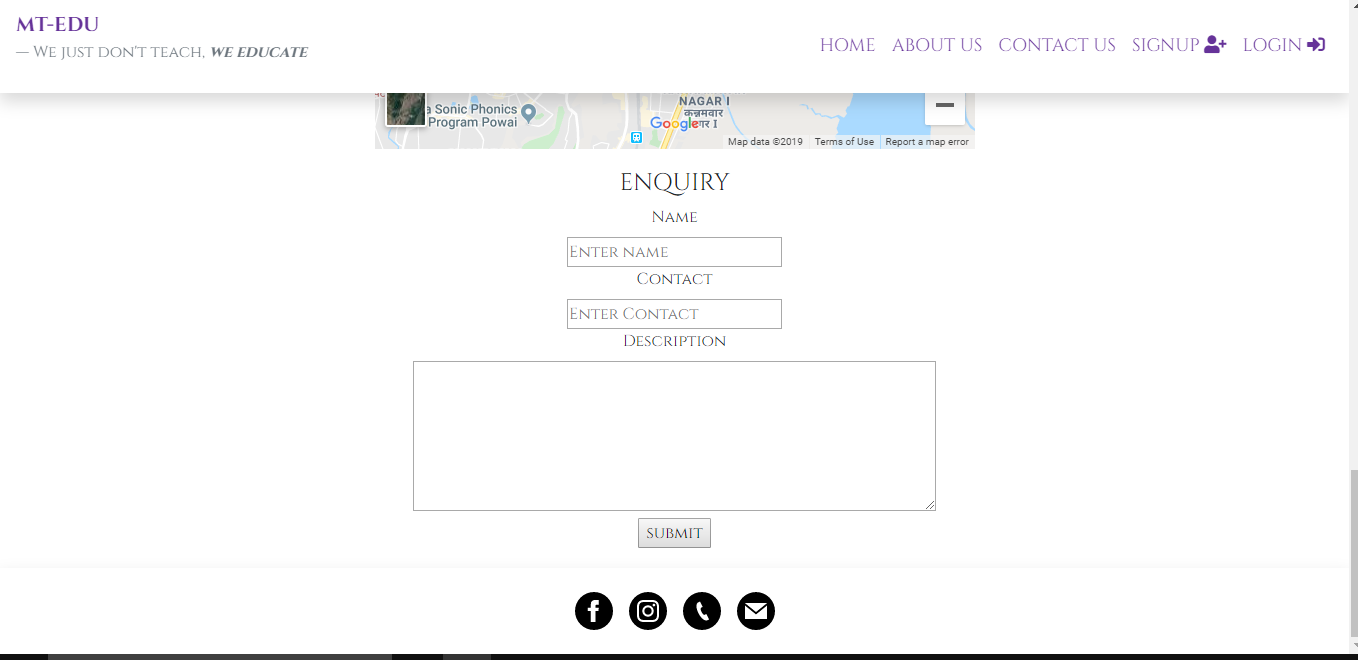 MT-EDU
— We just don't teach, we educate
HOME ABOUT US CONTACT US SIGNUP LOGIN
a Sonic Phonics
Program Powai
NAGAR I
कन्नमवार
नगर I
Google
Map data ©2019 Terms of Use Report a map error
ENQUIRY
Name
Enter name
Contact
Enter Contact
Description
SUBMIT